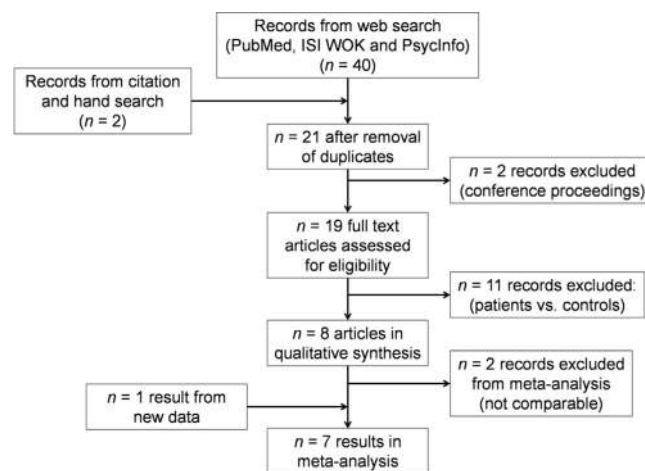 Records from web search
(PubMed, ISI WOK and PsycInfo)
(n = 40)
Records from citation
and hand search
(n = 2)
n = 21 after removal
of duplicates
n = 2 records excluded
(conference proceedings)
n = 19 full text
articles assessed
for eligibility
n = 11 records excluded:
(patients vs. controls)
n = 8 articles in
qualitative synthesis
n = 2 records excluded
from meta-analysis
(not comparable)
n = 1 result from
new data
n = 7 results in
meta-analysis